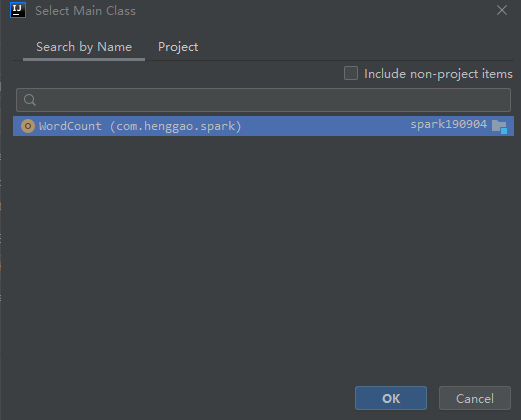 IJ Select Main Class
Search by Name Project
Include non-project items
O WordCount (com.henggao.spark) spark190904
OK Cancel